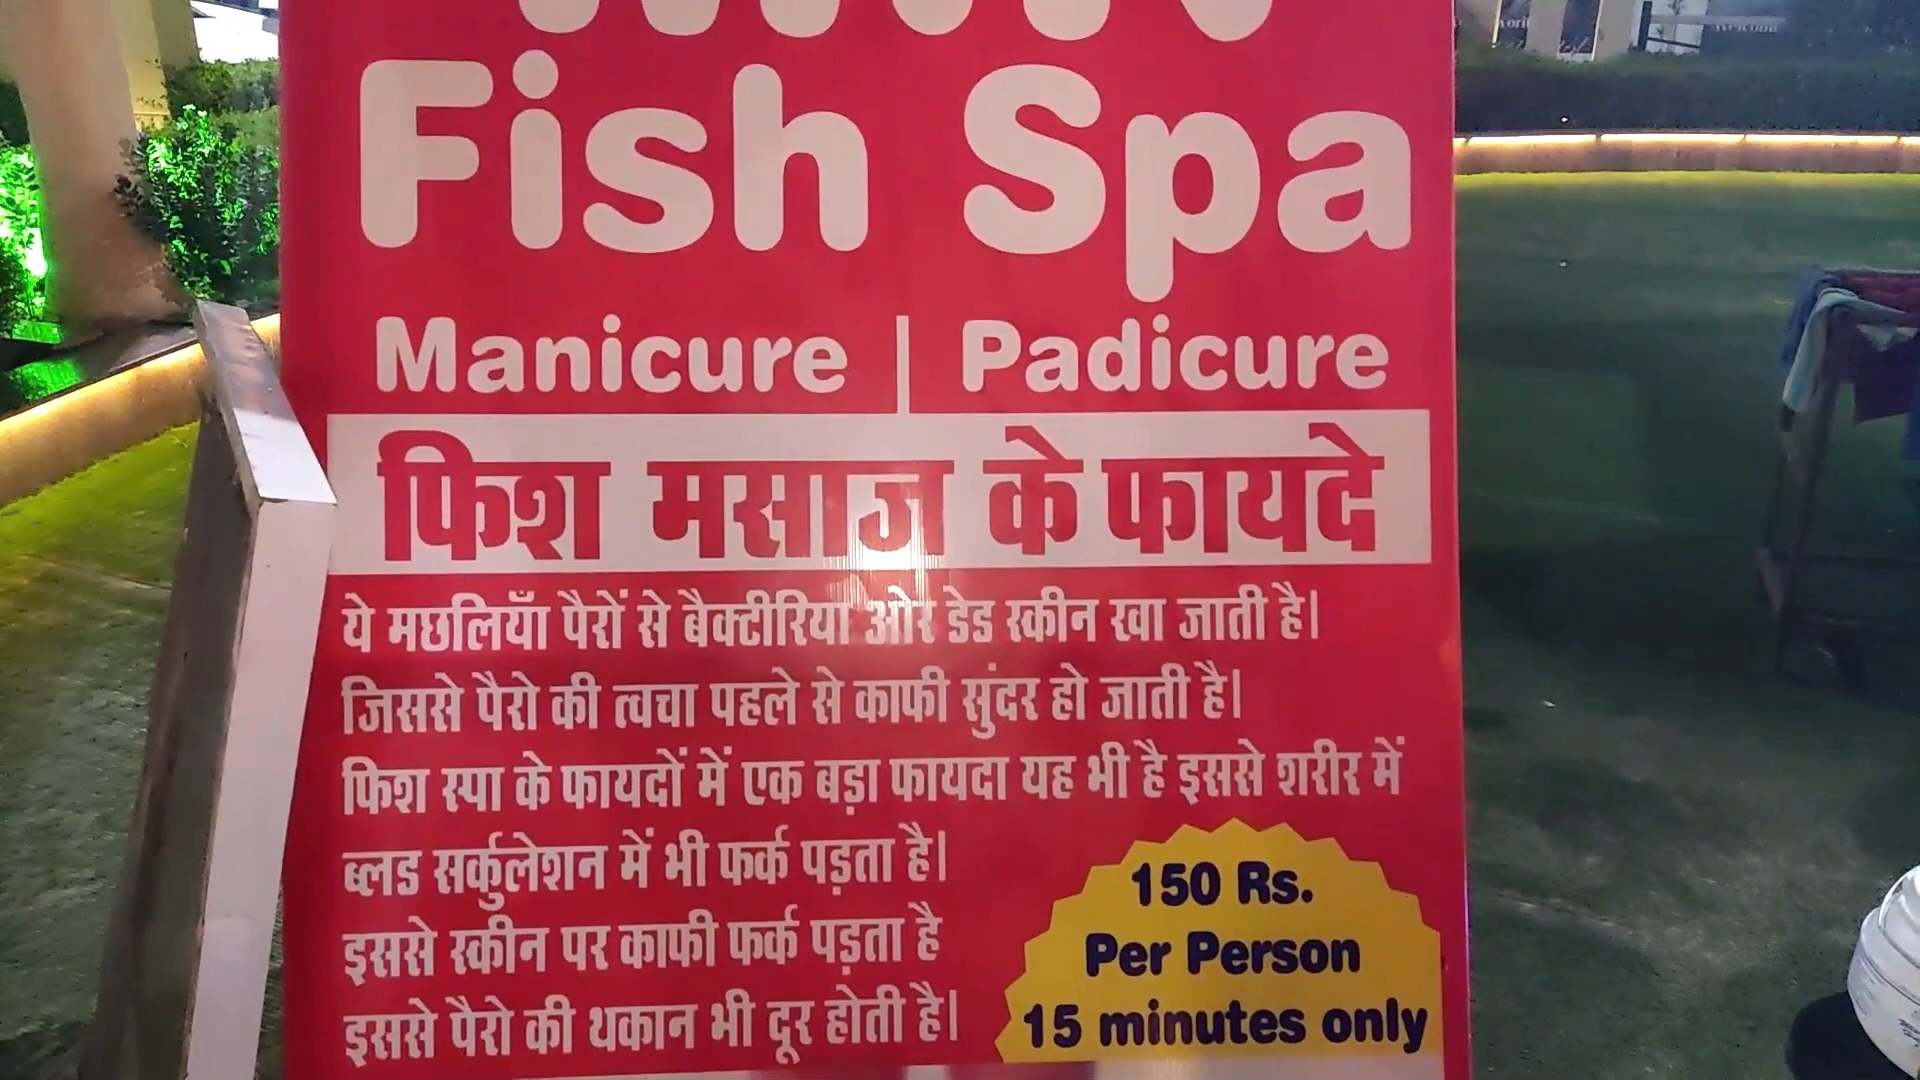 Fish Spa
Manicure | Padicure
फिश मसाज के फायदे
ये मछलियाँ पैरों से बैक्टीरिया ओर डेड स्कीन खा जाती है।
जिससे पैरो की त्वचा पहले से काफी सुंदर हो जाती है।
फिश स्पा के फायदों में एक बड़ा फायदा यह भी है इससे शरीर में
ब्लड सर्कुलेशन में भी फर्क पड़ता है।
इससे स्कीन पर काफी फर्क पड़ता है
इससे पैरो की थकान भी दूर होती है।
150 Rs.
Per Person
15 minutes only